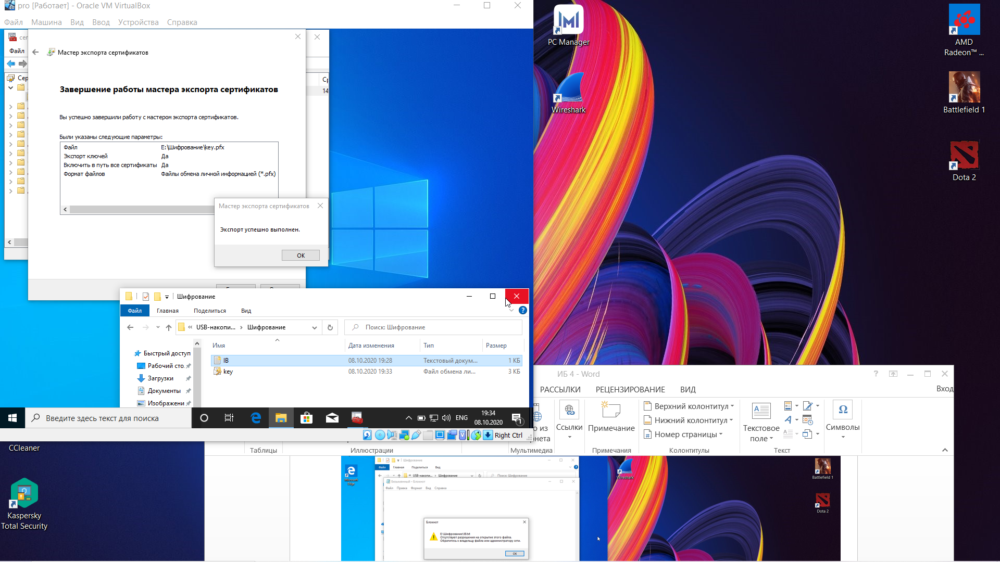 pro [Работает] - Oracle VM VirtualBox
Файл Машина Вид Ввод Устройства Справка
cer
Файл
Мастер экспорта сертификатов
Сер
Ср
14
Завершение работы мастера экспорта сертификатов
Вы успешно завершили работу с мастером экспорта сертификатов.
Были указаны следующие параметры:
Файл E:\Шифрование\key.pfx
Экспорт ключей Да
Включить в путь все сертификаты Да
Формат файлов Файлы обмена личной информацией (*.pfx)
Мастер экспорта сертификатов
Экспорт успешно выполнен.
ОК
Шифрование
Файл Главная Поделиться Вид
« USB-накопи... › Шифрование
Поиск: Шифрование
Имя Дата изменения Тип Размер
IB 08.10.2020 19:28 Текстовый докум... 1 КБ
key 08.10.2020 19:33 Файл обмена ли... 3 КБ
Быстрый доступ
Рабочий сто.
Загрузки
Документы
Изображени
Введите здесь текст для поиска
ENG
19:34
08.10.2020
1
Right Ctrl
PC Manager
Wireshark
AMD
Radeon™ ...
Battlefield 1
Dota 2
CCleaner
Kaspersky
Total Security
ИБ 4 - Word
РАССЫЛКИ РЕЦЕНЗИРОВАНИЕ ВИД
Вход
о из
нета
Ссылки
Примечание
Верхний колонтитул
Нижний колонтитул
Номер страницы
Текстовое
поле
Символы
Таблицы Иллюстрации Мультимедиа Примечания Колонтитулы Текст
Microsoft
Edge
Шифрование
Файл Главная Поделиться Вид
« USB-накопи... › Шифрование
Поиск: Шифрование
Безымянный – Блокнот
Файл Правка Формат Вид Справка
Блокнот
E:\Шифрование\IB.txt
Отсутствуют разрешения на открытие этого файла.
Обратитесь к владельцу файла или администратору сети.
ОК
Wireshark
Battlefield 1
Dota 2